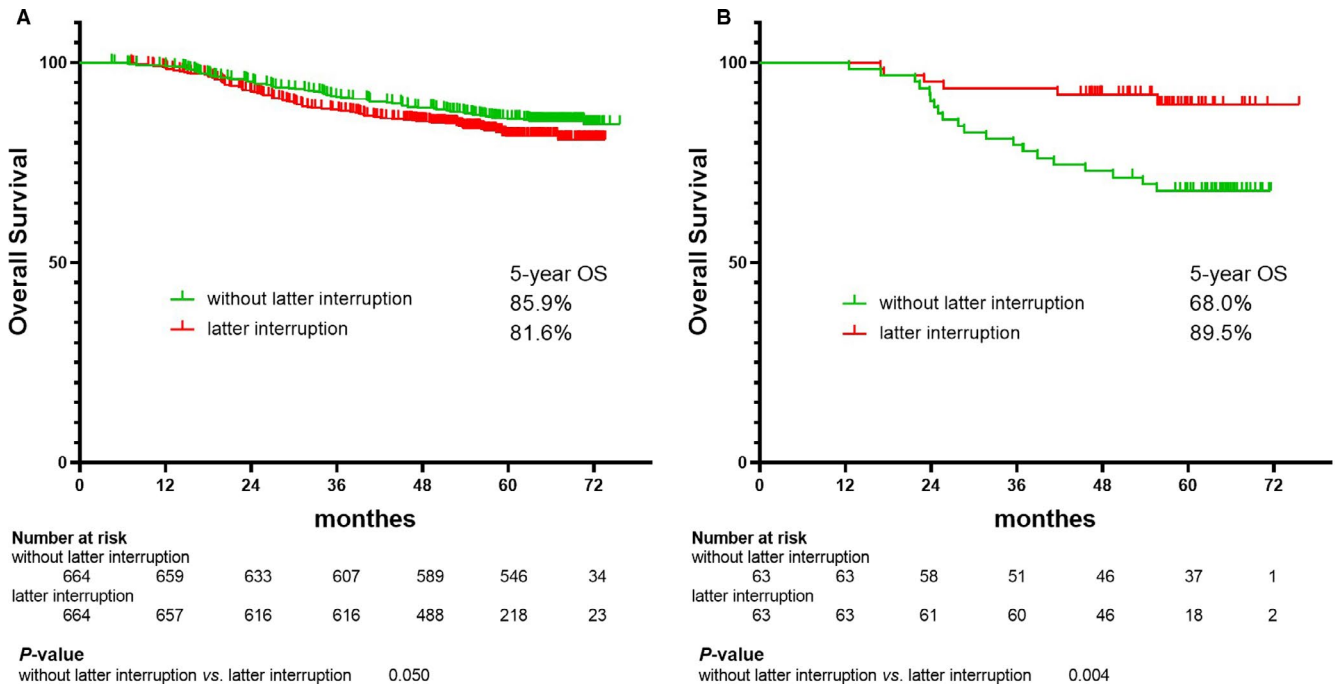 A
Overall Survival
100
50
0
5-year OS
without latter interruption 85.9%
latter interruption 81.6%
0 12 24 36 48 60 72
monthes
Number at risk
without latter interruption
664 659 633 607 589 546 34
latter interruption
664 657 616 616 488 218 23
P-value
without latter interruption vs. latter interruption 0.050
B
Overall Survival
100
50
0
5-year OS
without latter interruption 68.0%
latter interruption 89.5%
0 12 24 36 48 60 72
monthes
Number at risk
without latter interruption
63 63 58 51 46 37 1
latter interruption
63 63 61 60 46 18 2
P-value
without latter interruption vs. latter interruption 0.004